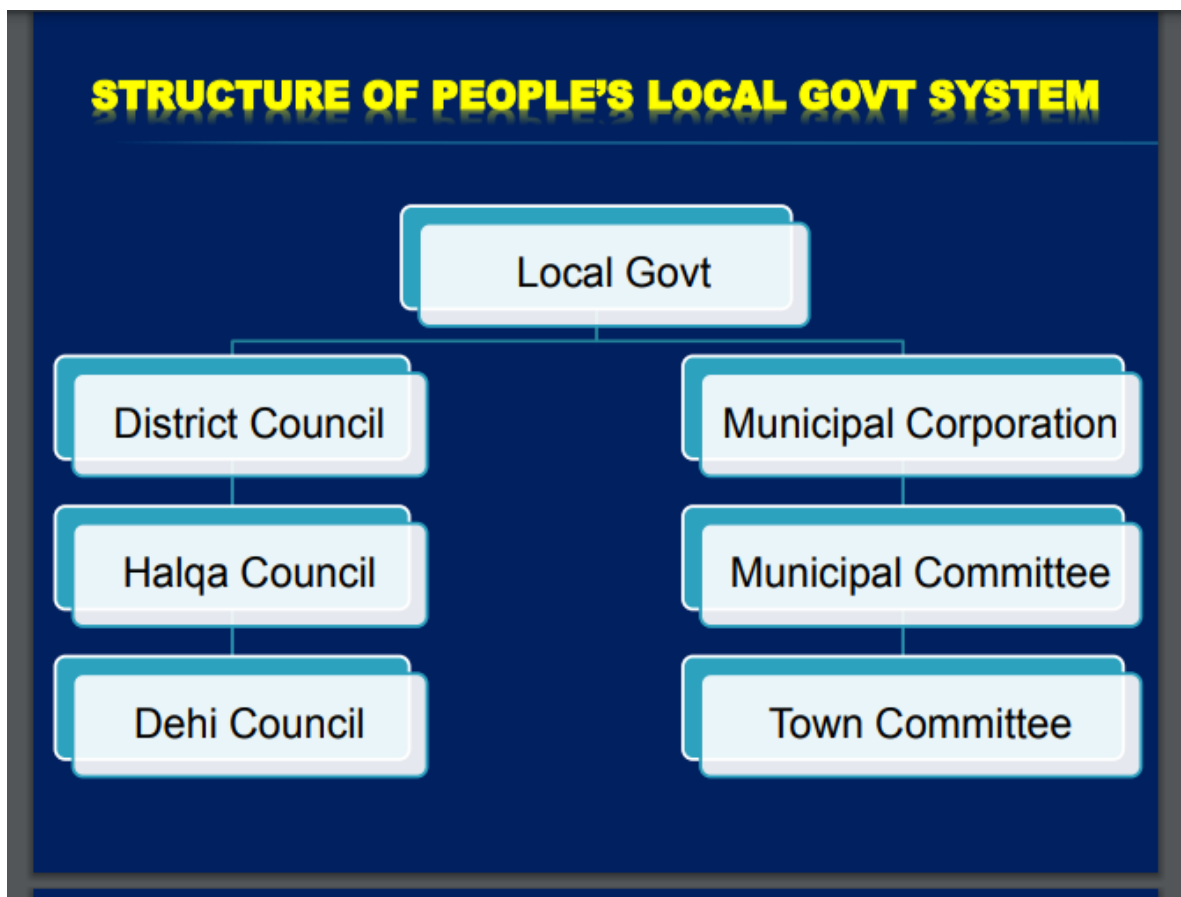 STRUCTURE OF PEOPLE'S LOCAL GOVT SYSTEM
Local Govt
District Council
Municipal Corporation
Halqa Council
Municipal Committee
Dehi Council
Town Committee